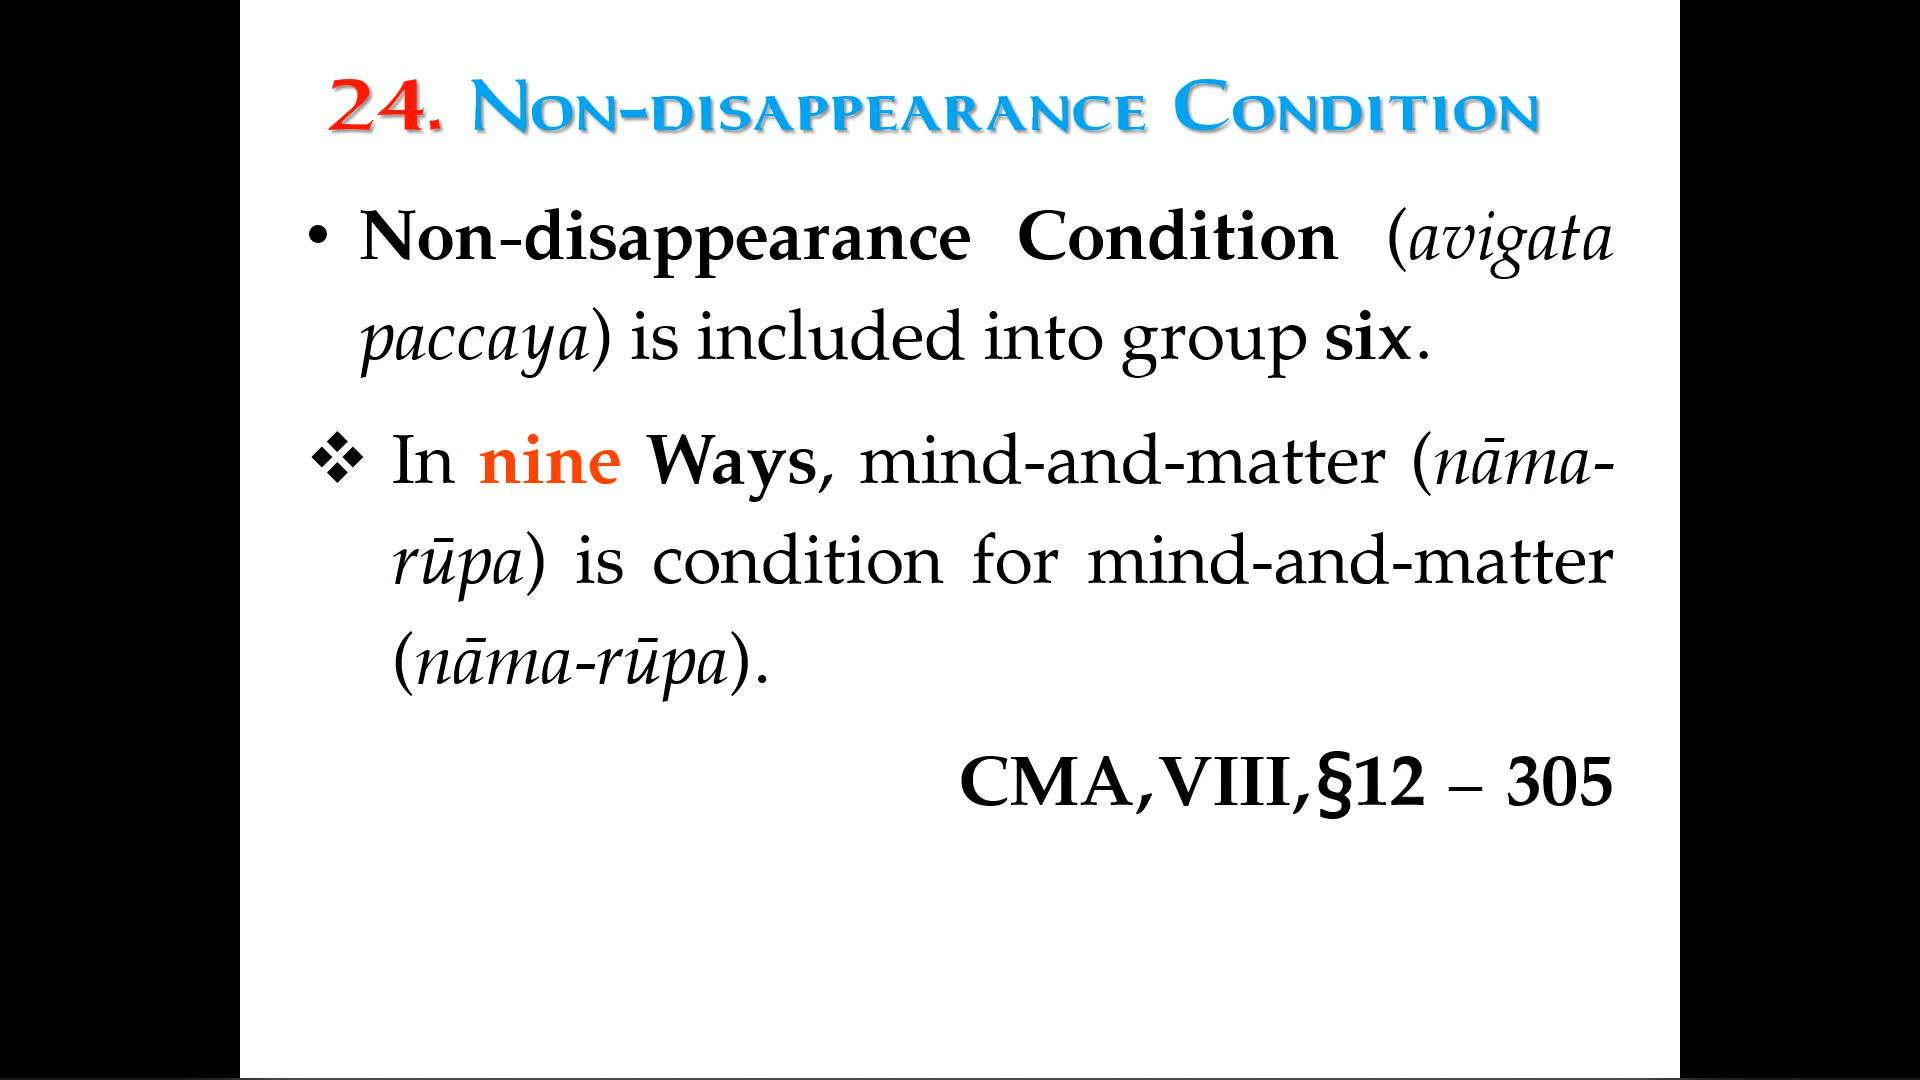 24. Non-disappearance Condition
• Non-disappearance Condition (avigata
paccaya) is included into group six.
❖ In nine Ways, mind-and-matter (nāma-
rūpa) is condition for mind-and-matter
(nāma-rūpa).
CMA, VIII, §12 – 305